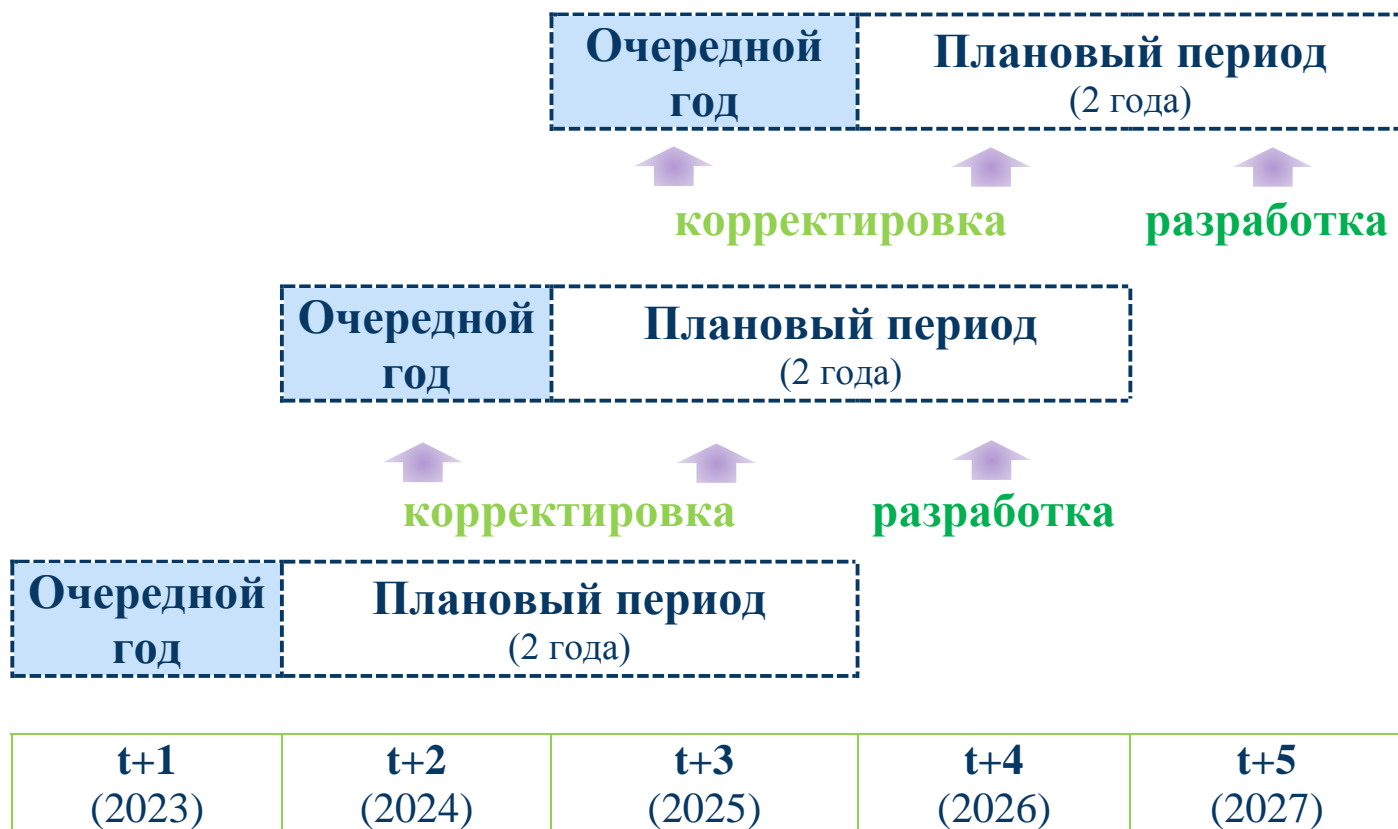 Очередной
год
Плановый период
(2 года)
корректировка
разработка
Очередной
год
Плановый период
(2 года)
корректировка
разработка
Очередной
год
Плановый период
(2 года)
t+1
(2023)
t+2
(2024)
t+3
(2025)
t+4
(2026)
t+5
(2027)